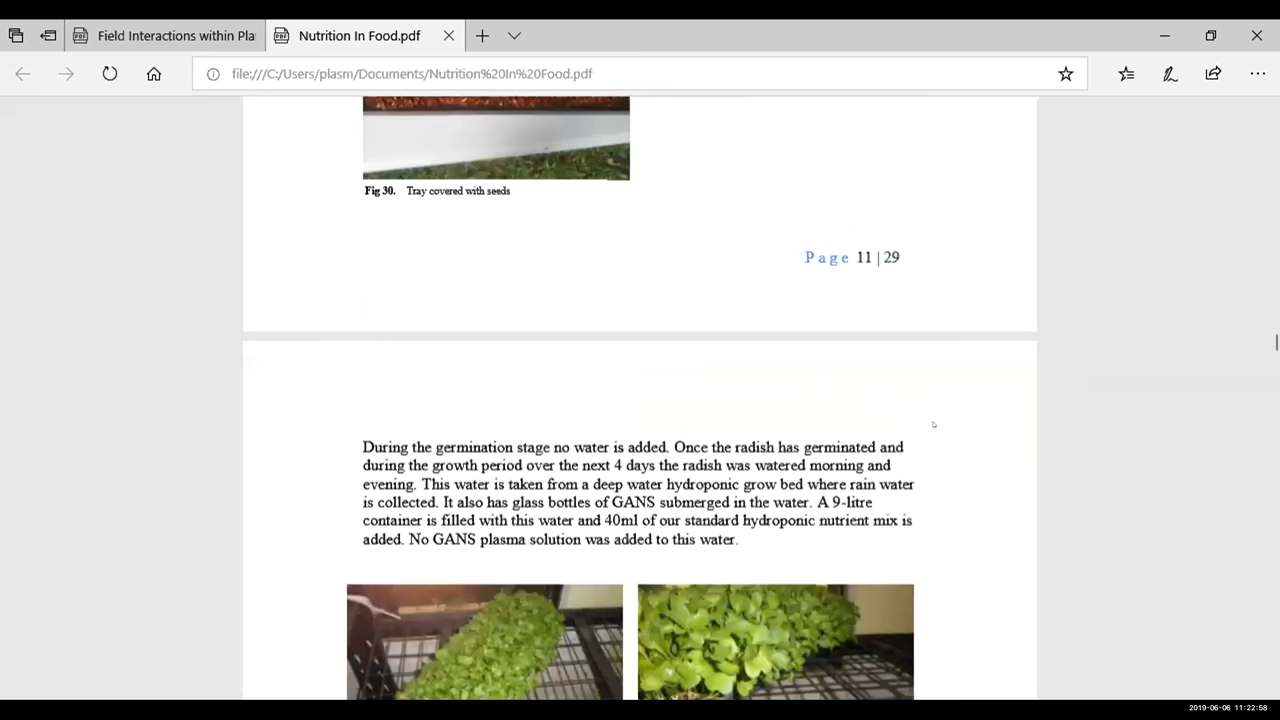 Field Interactions within Pla
Nutrition In Food.pdf
file:///C:/Users/plasm/Documents/Nutrition%20In%20Food.pdf
Fig 30. Tray covered with seeds
Page 11 | 29
During the germination stage no water is added. Once the radish has germinated and
during the growth period over the next 4 days the radish was watered morning and
evening. This water is taken from a deep water hydroponic grow bed where rain water
is collected. It also has glass bottles of GANS submerged in the water. A 9-litre
container is filled with this water and 40ml of our standard hydroponic nutrient mix is
added. No GANS plasma solution was added to this water.
2019-06-06 11:22:58